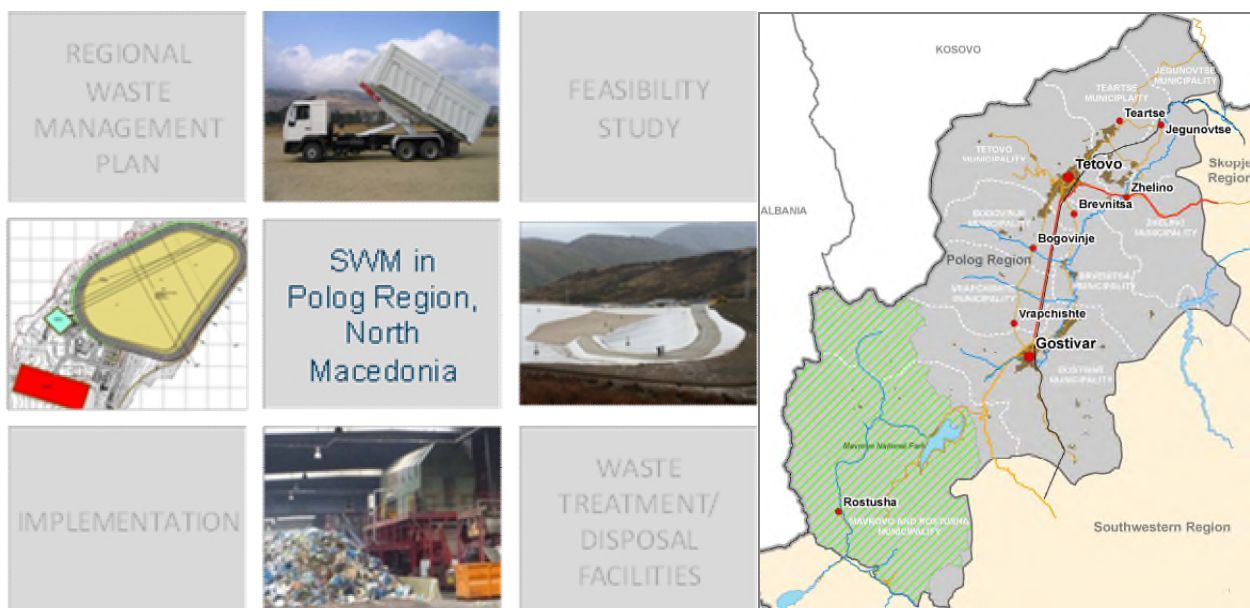 REGIONAL
WASTE
MANAGEMENT
PLAN
FEASIBILITY
STUDY
SWM in
Polog Region,
North
Macedonia
IMPLEMENTATION
WASTE
TREATMENT/
DISPOSAL
FACILITIES
KOSOVO
JEGUNOVTSE
MUNICIPALITY
TEARTSE
MUNICIPALITY
Teartse
Jegunovtse
TETOVO
MUNICIPALITY
Tetovo
Skopje
Region
Zhelino
Brevnitsa
ALBANIA
BOGOVINJE
MUNICIPALITY
ZHELINO
MUNICIPALITY
Bogovinje
Polog Region
BREVNITSA
MUNICIPALITY
VRAPCHISHTE
MUNICIPALITY
Vrapchishte
Gostivar
MUNICIPALITY
Mavrovo National Park
Rostusha
MAVROVO AND ROSTUSHA
MUNICIPALITY
Southwestern Region